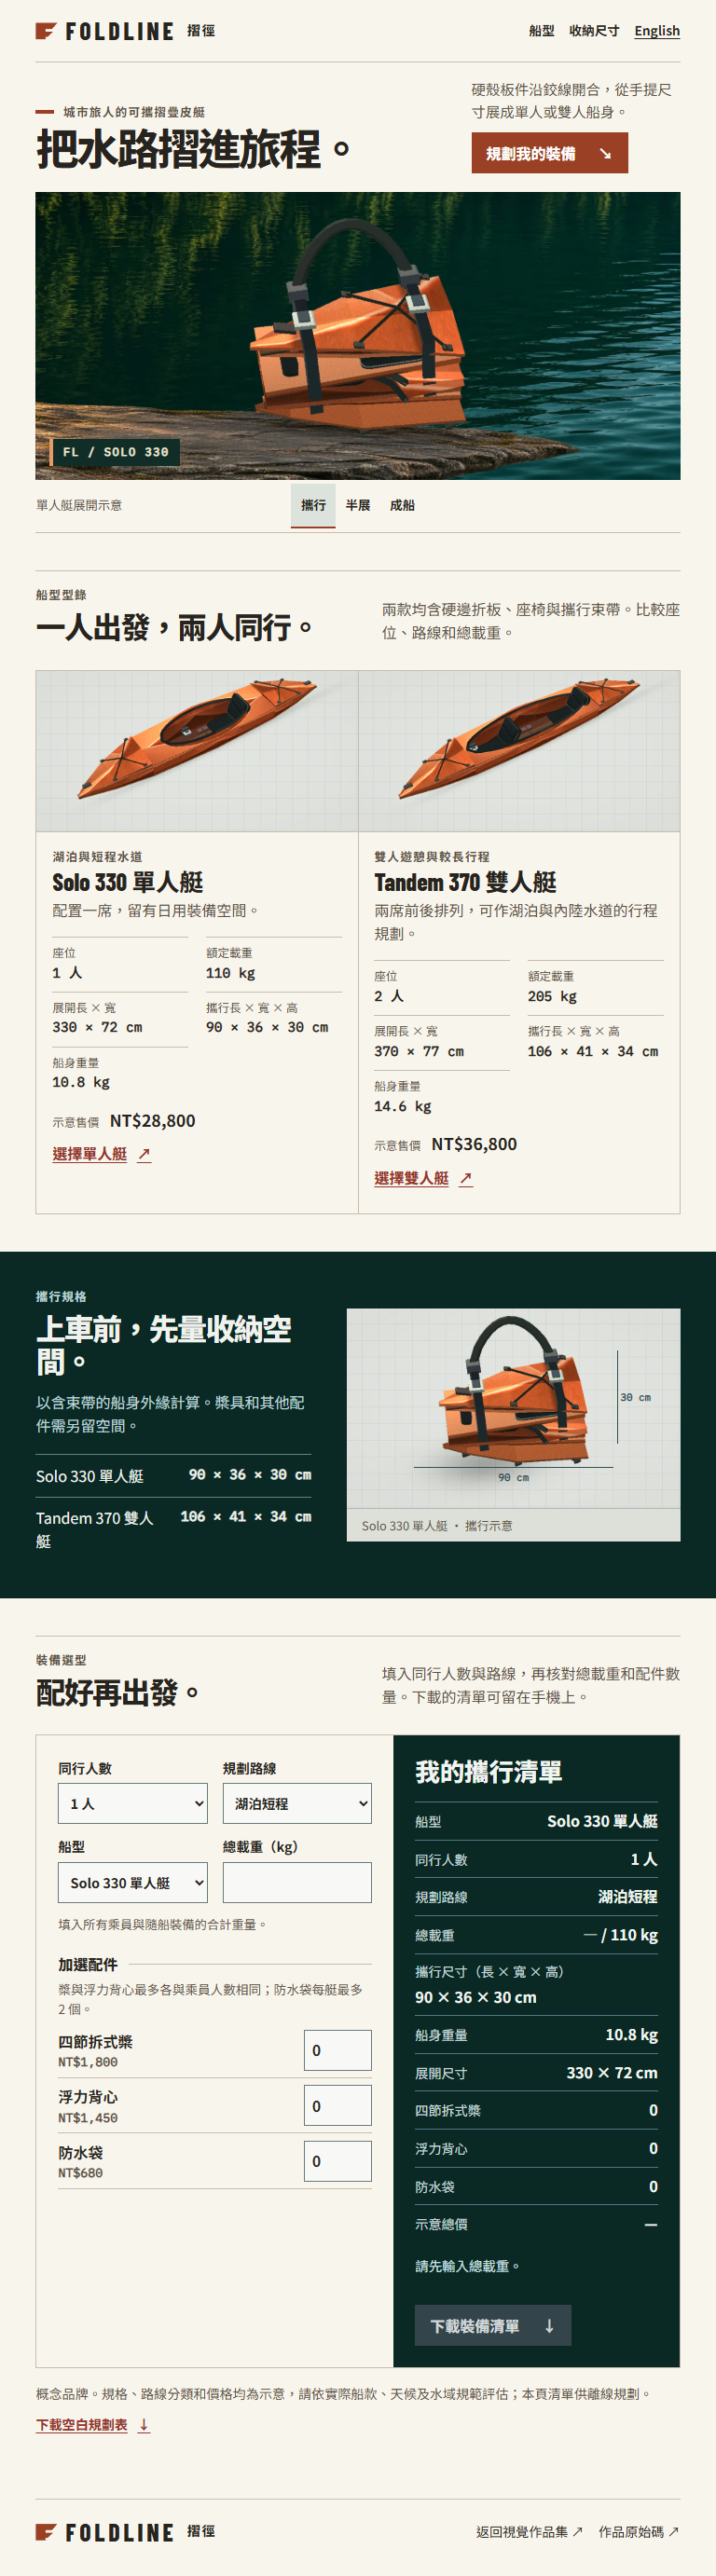 FOLDLINE 摺徑
船型 收納尺寸 English
城市旅人的可攜摺疊皮艇
把水路摺進旅程。
硬殼板件沿鉸線開合，從手提尺
寸展成單人或雙人船身。
規劃我的裝備 ↘
FL / SOLO 330
單人艇展開示意
攜行 半展 成船
船型型錄
一人出發，兩人同行。
兩款均含硬邊折板、座椅與攜行束帶。比較座
位、路線和總載重。
湖泊與短程水道
Solo 330 單人艇
配置一席，留有日用裝備空間。
座位
1 人
額定載重
110 kg
展開長 × 寬
330 × 72 cm
攜行長 × 寬 × 高
90 × 36 × 30 cm
船身重量
10.8 kg
示意售價 NT$28,800
選擇單人艇 ↗
雙人遊憩與較長行程
Tandem 370 雙人艇
兩席前後排列，可作湖泊與內陸水道的行程
規劃。
座位
2 人
額定載重
205 kg
展開長 × 寬
370 × 77 cm
攜行長 × 寬 × 高
106 × 41 × 34 cm
船身重量
14.6 kg
示意售價 NT$36,800
選擇雙人艇 ↗
攜行規格
上車前，先量收納空
間。
以含束帶的船身外緣計算。槳具和其他配
件需另留空間。
Solo 330 單人艇 90 × 36 × 30 cm
Tandem 370 雙人
艇
106 × 41 × 34 cm
30 cm
90 cm
Solo 330 單人艇 · 攜行示意
裝備選型
配好再出發。
填入同行人數與路線，再核對總載重和配件數
量。下載的清單可留在手機上。
同行人數
1 人
規劃路線
湖泊短程
船型
Solo 330 單人艇
總載重（kg）
填入所有乘員與隨船裝備的合計重量。
加選配件
槳與浮力背心最多各與乘員人數相同；防水袋每艇最多
2 個。
四節拆式槳
NT$1,800
0
浮力背心
NT$1,450
0
防水袋
NT$680
0
我的攜行清單
船型 Solo 330 單人艇
同行人數 1 人
規劃路線 湖泊短程
總載重 — / 110 kg
攜行尺寸（長 × 寬 × 高）
90 × 36 × 30 cm
船身重量 10.8 kg
展開尺寸 330 × 72 cm
四節拆式槳 0
浮力背心 0
防水袋 0
示意總價 —
請先輸入總載重。
下載裝備清單 ↓
概念品牌。規格、路線分類和價格均為示意，請依實際船款、天候及水域規範評估；本頁清單供離線規劃。
下載空白規劃表 ↓
FOLDLINE 摺徑
返回視覺作品集 ↗ 作品原始碼 ↗